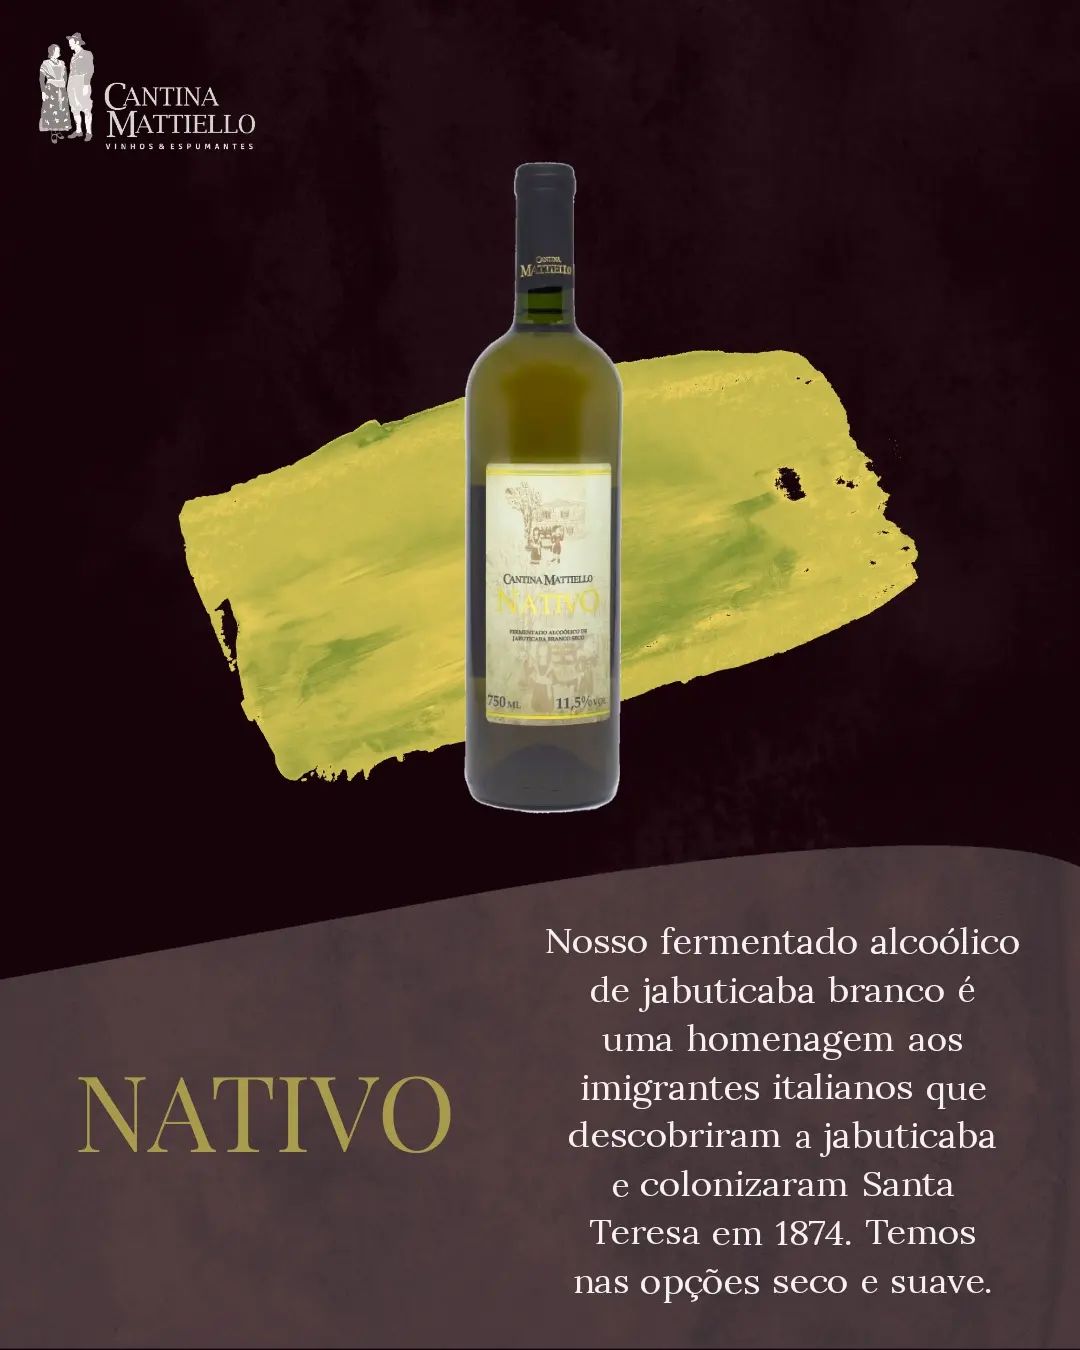 CANTINA
MATTIELLO
VINHOS & ESPUMANTES
CANTINA
MATTIELLO
CANTINA MATTIELLO
NATIVO
FERMENTADO ALCOÓLICO DE
JABUTICABA BRANCO SECO
750 ML 11,5% VOL
NATIVO
Nosso fermentado alcoólico
de jabuticaba branco é
uma homenagem aos
imigrantes italianos que
descobriram a jabuticaba
e colonizaram Santa
Teresa em 1874. Temos
nas opções seco e suave.